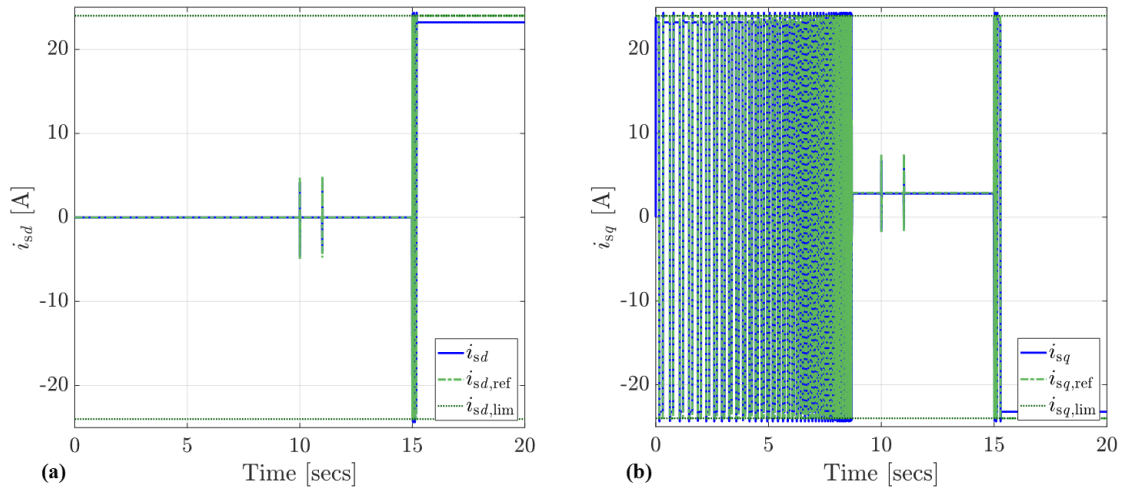 20
10
0
-10
-20
i_sd [A]
i_sd
i_sd,ref
i_sd,lim
0 5 10 15 20
(a) Time [secs]
20
10
0
-10
-20
i_sq [A]
i_sq
i_sq,ref
i_sq,lim
0 5 10 15 20
(b) Time [secs]